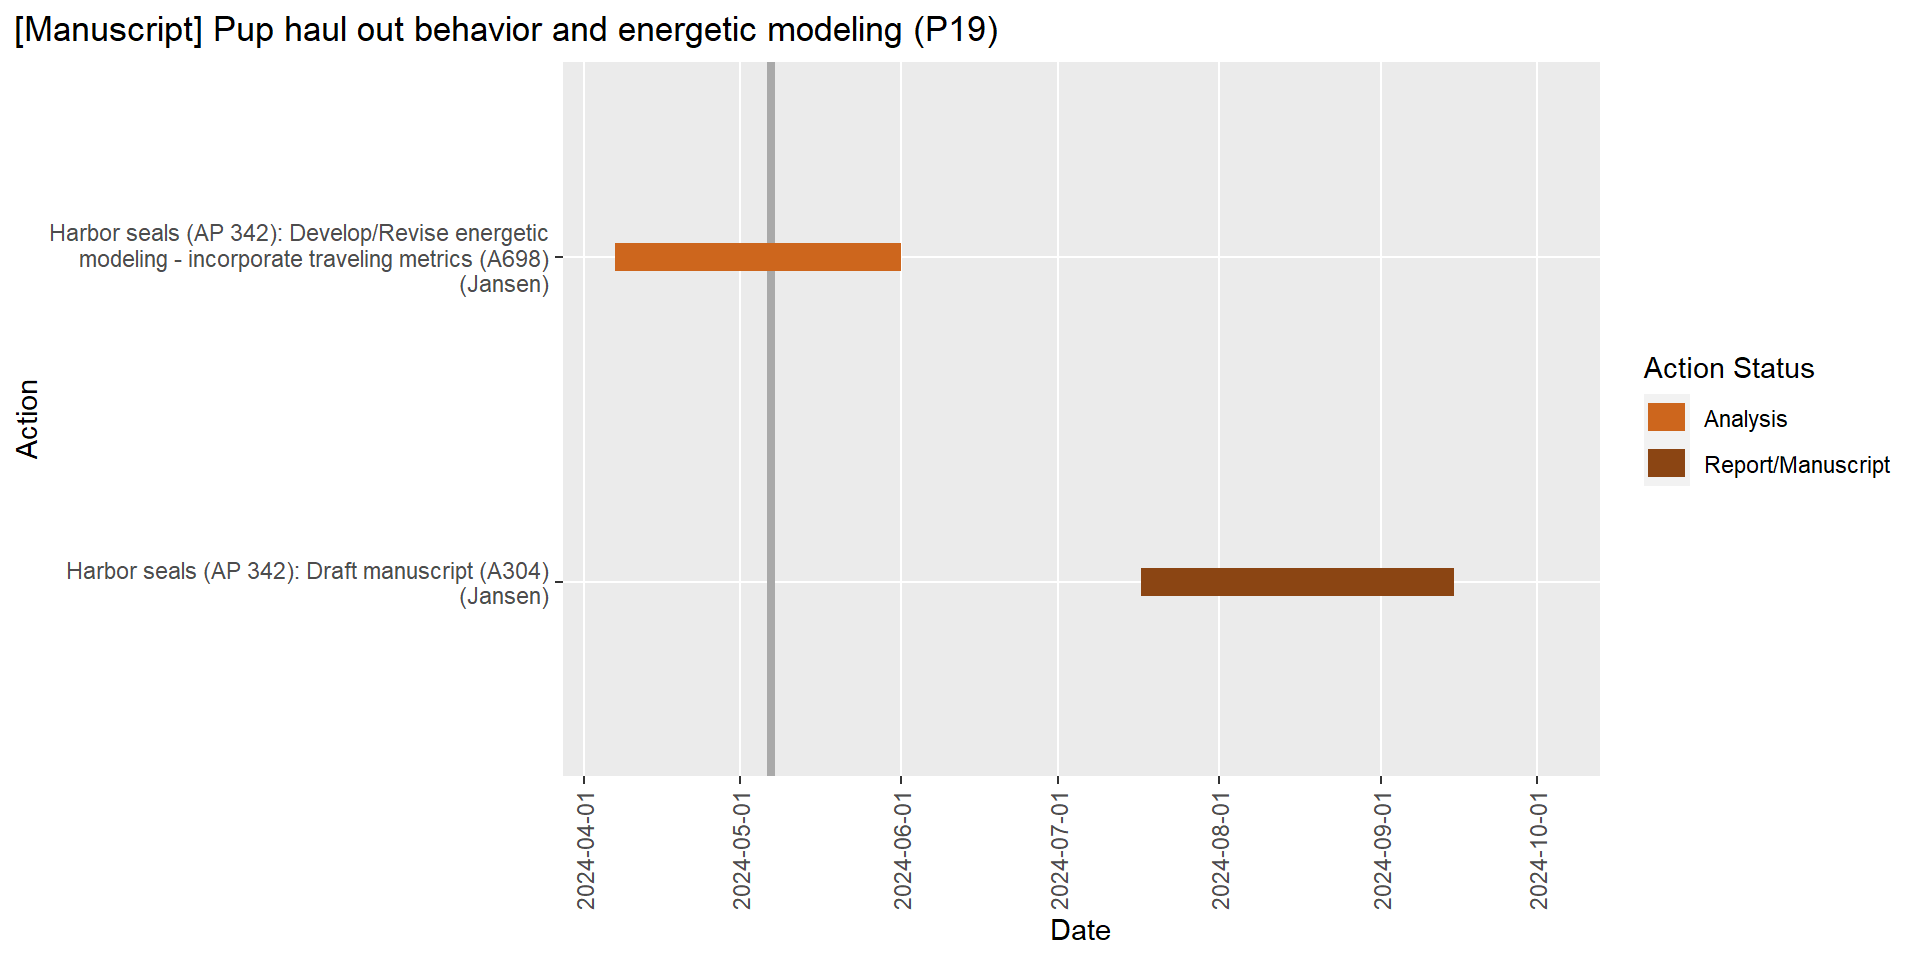 [Manuscript] Pup haul out behavior and energetic modeling (P19)
Action
Harbor seals (AP 342): Develop/Revise energetic
modeling - incorporate traveling metrics (A698)
(Jansen)
Harbor seals (AP 342): Draft manuscript (A304)
(Jansen)
2024-04-01
2024-05-01
2024-06-01
2024-07-01
2024-08-01
2024-09-01
2024-10-01
Date
Action Status
Analysis
Report/Manuscript